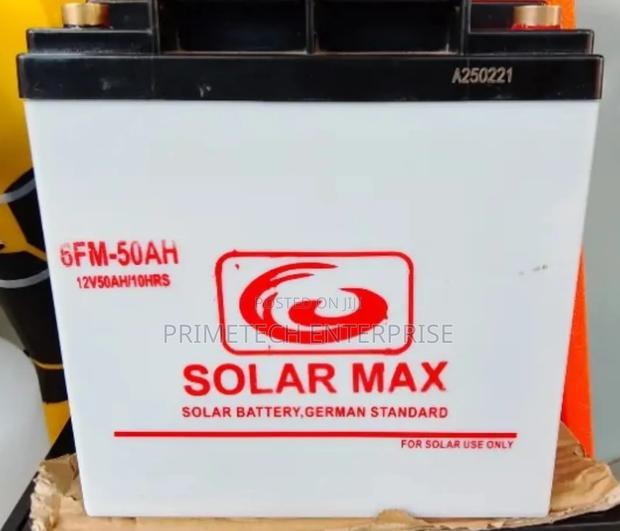 A250221
6FM-50AH
12V50AH/10HRS
POSTED ON JIJI
PRIMETECH ENTERPRISE
SOLAR MAX
SOLAR BATTERY,GERMAN STANDARD
FOR SOLAR USE ONLY